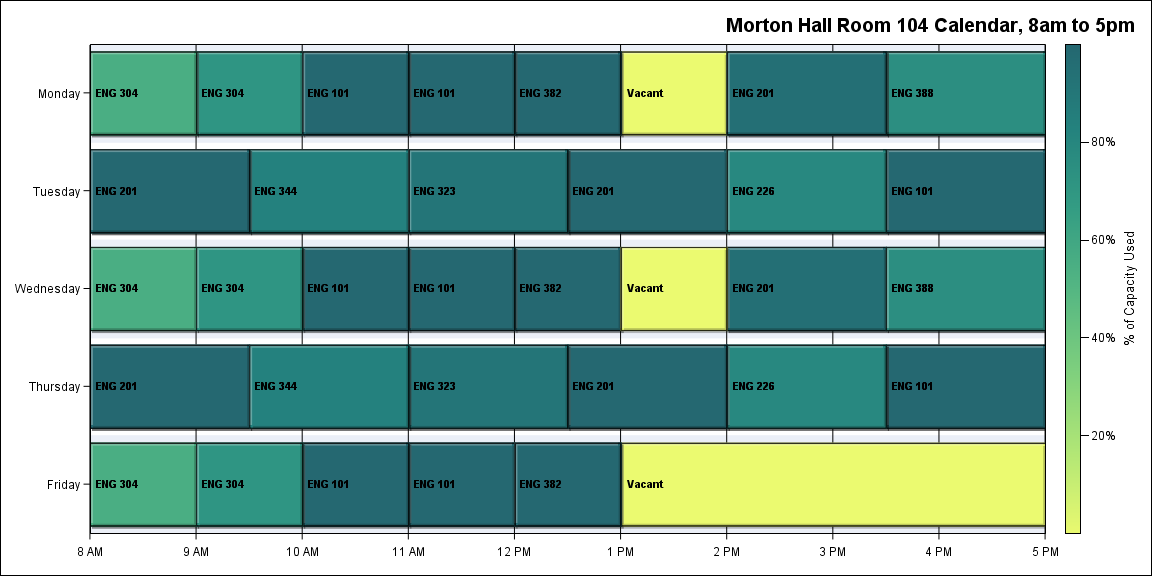 Morton Hall Room 104 Calendar, 8am to 5pm
Monday
ENG 304
ENG 304
ENG 101
ENG 101
ENG 382
Vacant
ENG 201
ENG 388
Tuesday
ENG 201
ENG 344
ENG 323
ENG 201
ENG 226
ENG 101
Wednesday
ENG 304
ENG 304
ENG 101
ENG 101
ENG 382
Vacant
ENG 201
ENG 388
Thursday
ENG 201
ENG 344
ENG 323
ENG 201
ENG 226
ENG 101
Friday
ENG 304
ENG 304
ENG 101
ENG 101
ENG 382
Vacant
8 AM
9 AM
10 AM
11 AM
12 PM
1 PM
2 PM
3 PM
4 PM
5 PM
80%
60%
40%
20%
% of Capacity Used